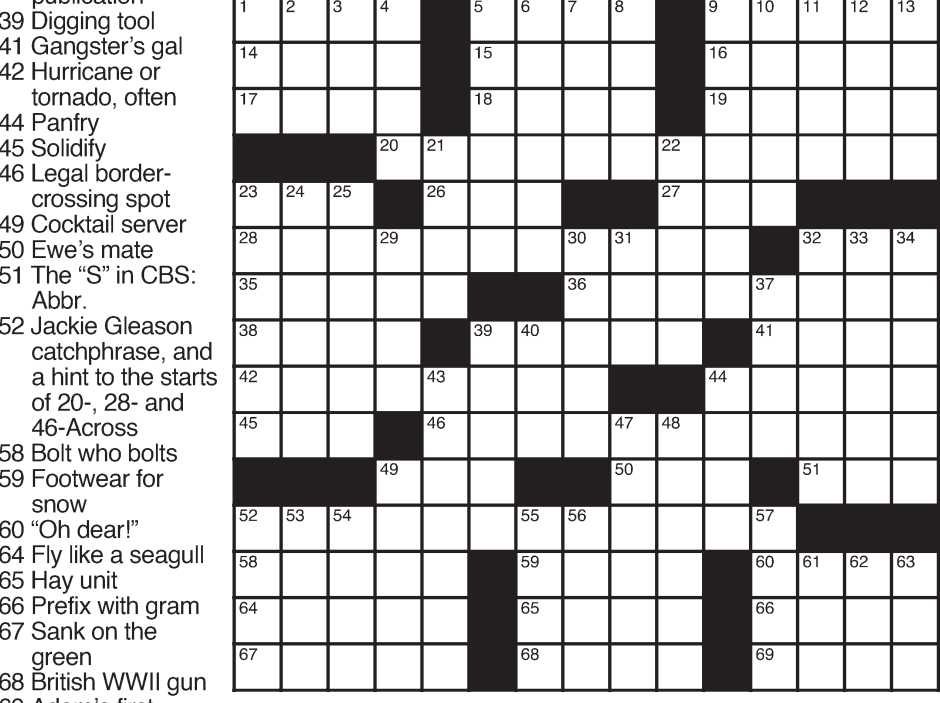 publication
39 Digging tool
41 Gangster's gal
42 Hurricane or
tornado, often
44 Panfry
45 Solidify
46 Legal border-
crossing spot
49 Cocktail server
50 Ewe's mate
51 The “S” in CBS:
Abbr.
52 Jackie Gleason
catchphrase, and
a hint to the starts
of 20-, 28- and
46-Across
58 Bolt who bolts
59 Footwear for
snow
60 “Oh dear!”
64 Fly like a seagull
65 Hay unit
66 Prefix with gram
67 Sank on the
green
68 British WWII gun
69 Adam's first
1 2 3 4 5 6 7 8 9 10 11 12 13
14 15 16
17 18 19
20 21 22
23 24 25 26 27
28 29 30 31 32 33 34
35 36 37
38 39 40 41
42 43 44
45 46 47 48
49 50 51
52 53 54 55 56 57
58 59 60 61 62 63
64 65 66
67 68 69